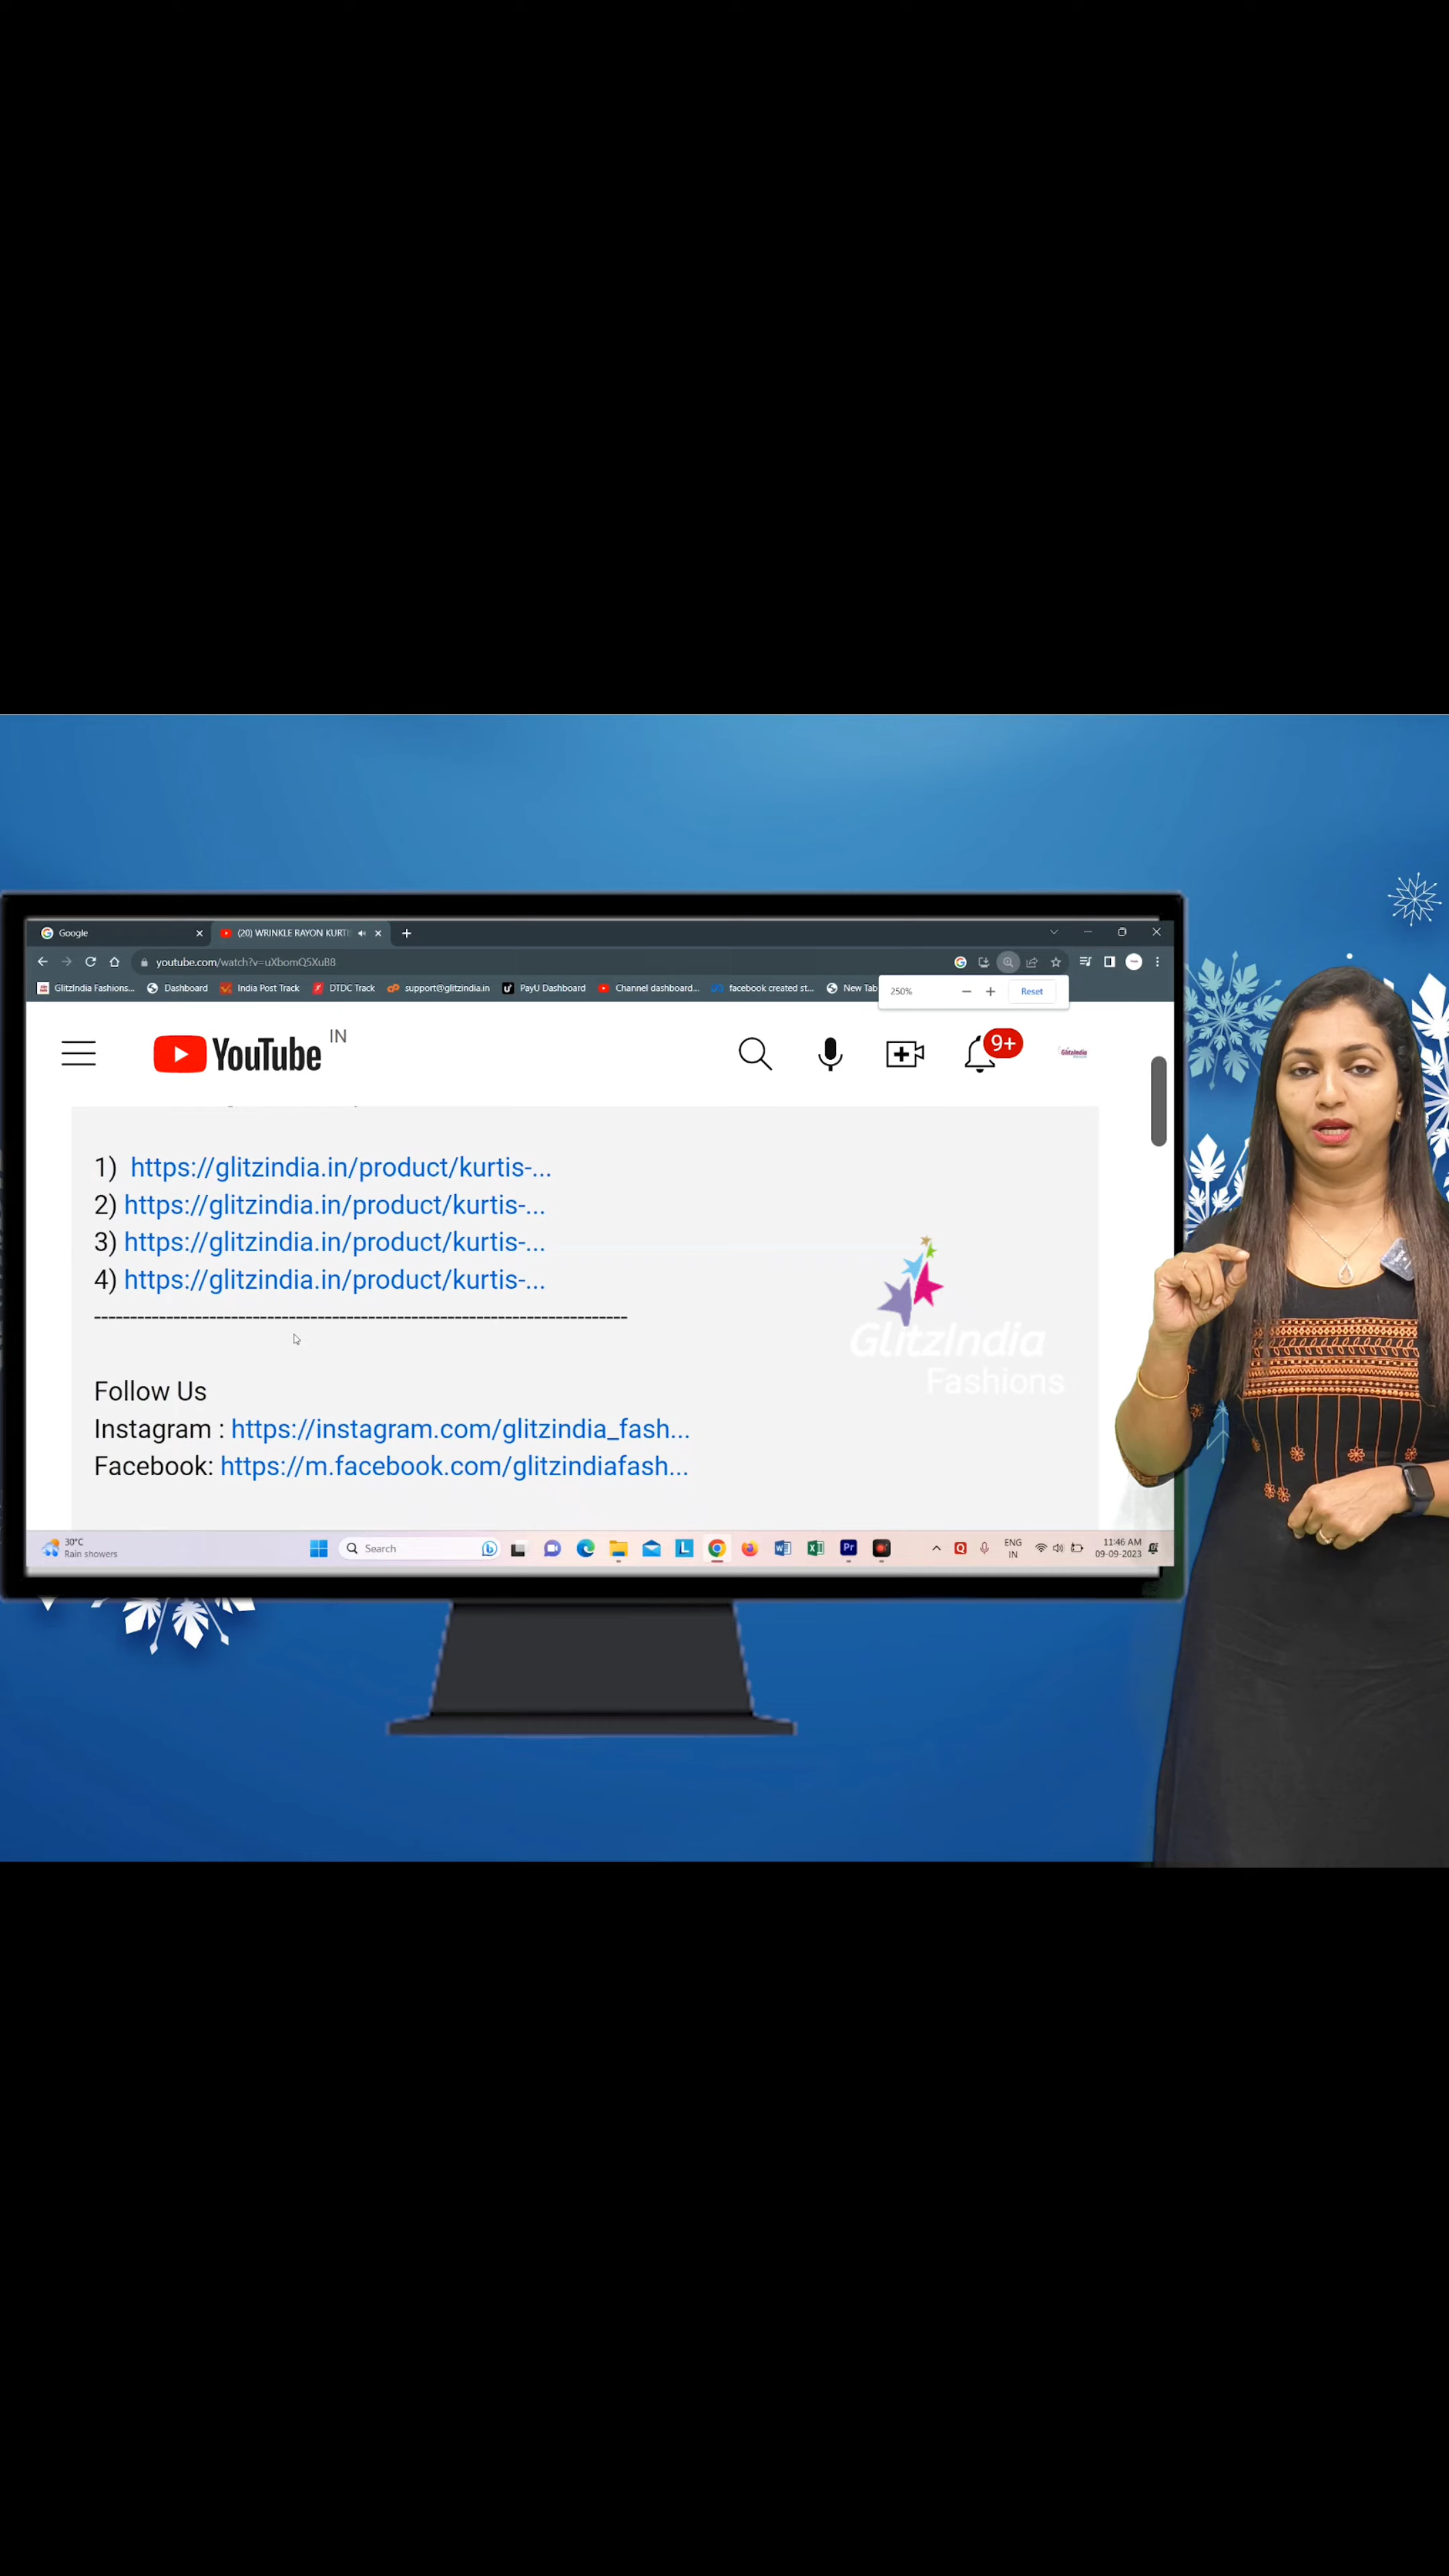 Google
(20) WRINKLE RAYON KURTI
youtube.com/watch?v=uXbomQ5XuB8
GlitzIndia Fashions... Dashboard India Post Track DTDC Track support@glitzindia.in PayU Dashboard Channel dashboard... facebook created st... New Tab
250% Reset
YouTube IN
9+
GlitzIndia
1) https://glitzindia.in/product/kurtis-...
2) https://glitzindia.in/product/kurtis-...
3) https://glitzindia.in/product/kurtis-...
4) https://glitzindia.in/product/kurtis-...
--------------------------------------------------------------------------
GlitzIndia
Fashions
Follow Us
Instagram : https://instagram.com/glitzindia_fash...
Facebook: https://m.facebook.com/glitzindiafash...
30°C
Rain showers
Search
L
W
X
Pr
Q
ENG
IN
11:46 AM
09-09-2023